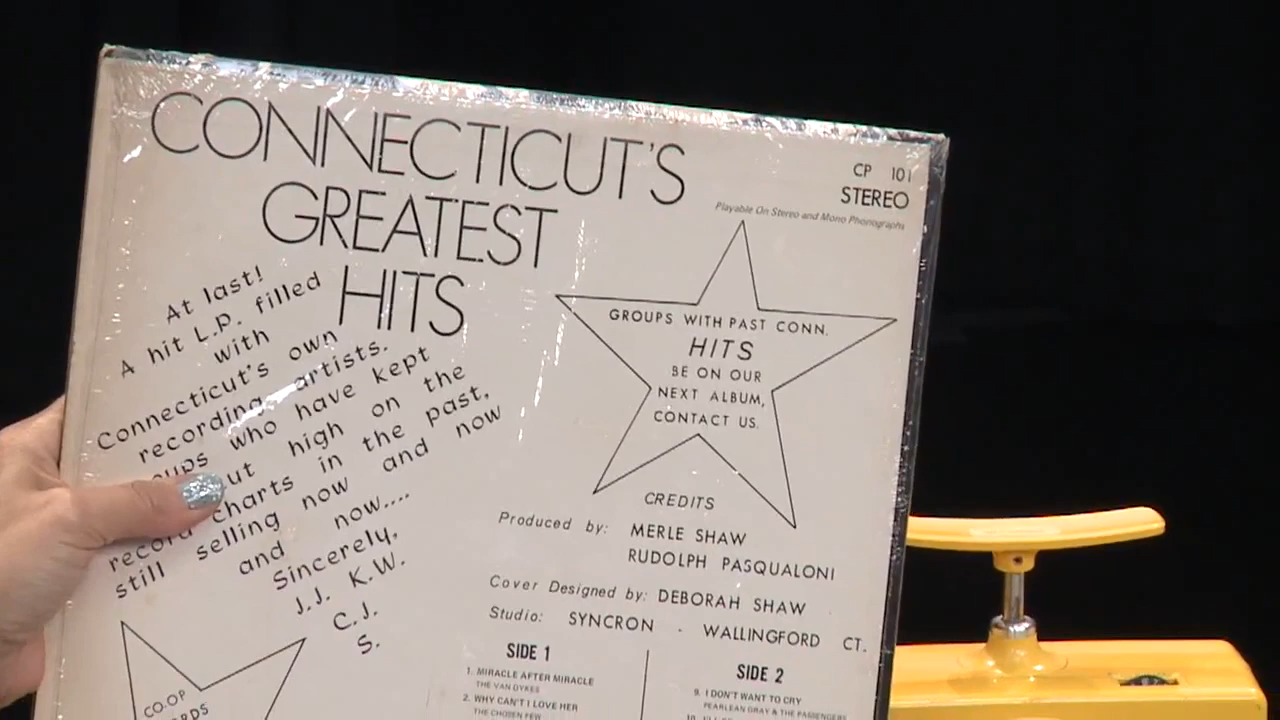 CONNECTICUT'S
GREATEST
HITS
CP 101
STEREO
Playable On Stereo and Mono Phonographs
At last!
A hit L.P. filled
with
Connecticut's own
recording artists.
who have kept
high on the
charts in the past,
still selling now and now
and now....
Sincerely,
J.J. K.W.
C.J.
S.
GROUPS WITH PAST CONN.
HITS
BE ON OUR
NEXT ALBUM,
CONTACT US.
CREDITS
Produced by: MERLE SHAW
RUDOLPH PASQUALONI
Cover Designed by: DEBORAH SHAW
Studio: SYNCRON - WALLINGFORD CT.
CO-OP
SIDE 1
1. MIRACLE AFTER MIRACLE
THE VAN DYKES
2. WHY CAN'T I LOVE HER
THE CHOSEN FEW
SIDE 2
9. I DON'T WANT TO CRY
PEARLEAN GRAY & THE PASSENGERS